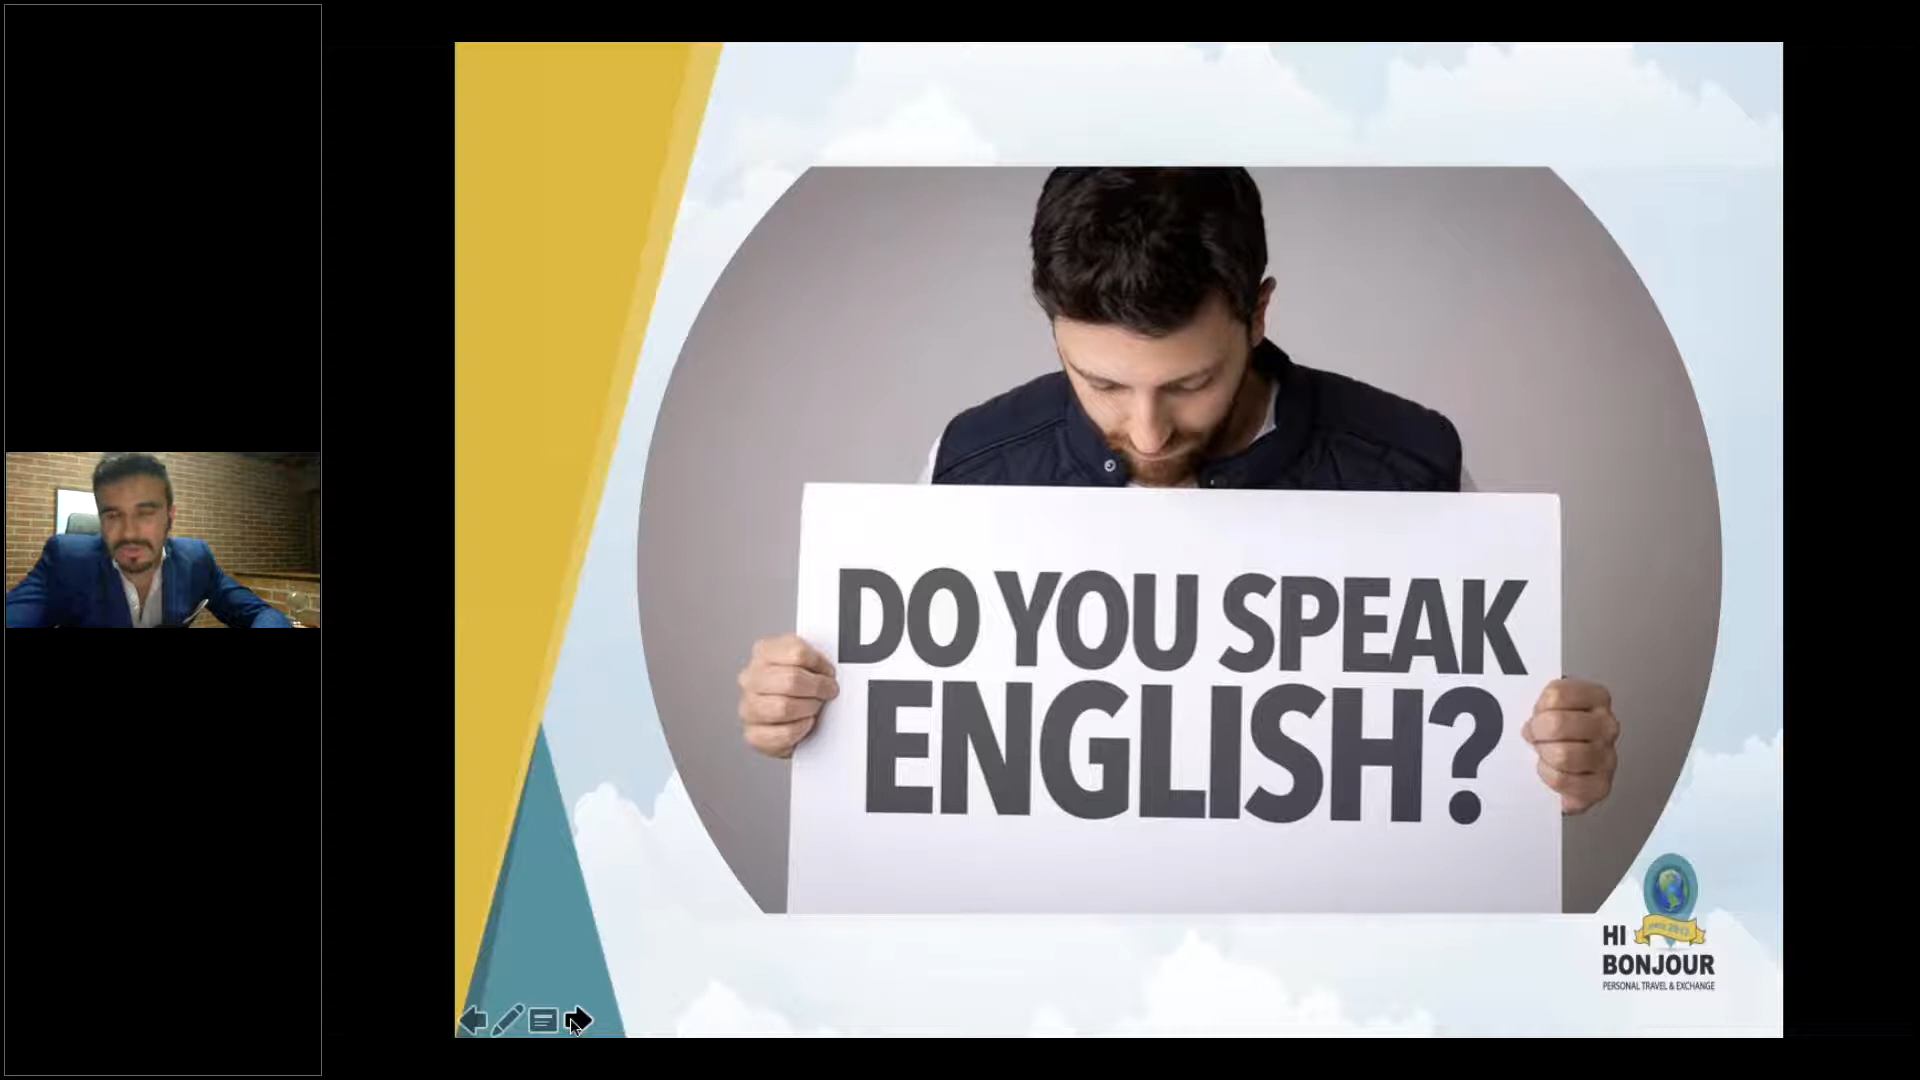 DO YOU SPEAK
ENGLISH?
HI
BONJOUR
PERSONAL TRAVEL & EXCHANGE